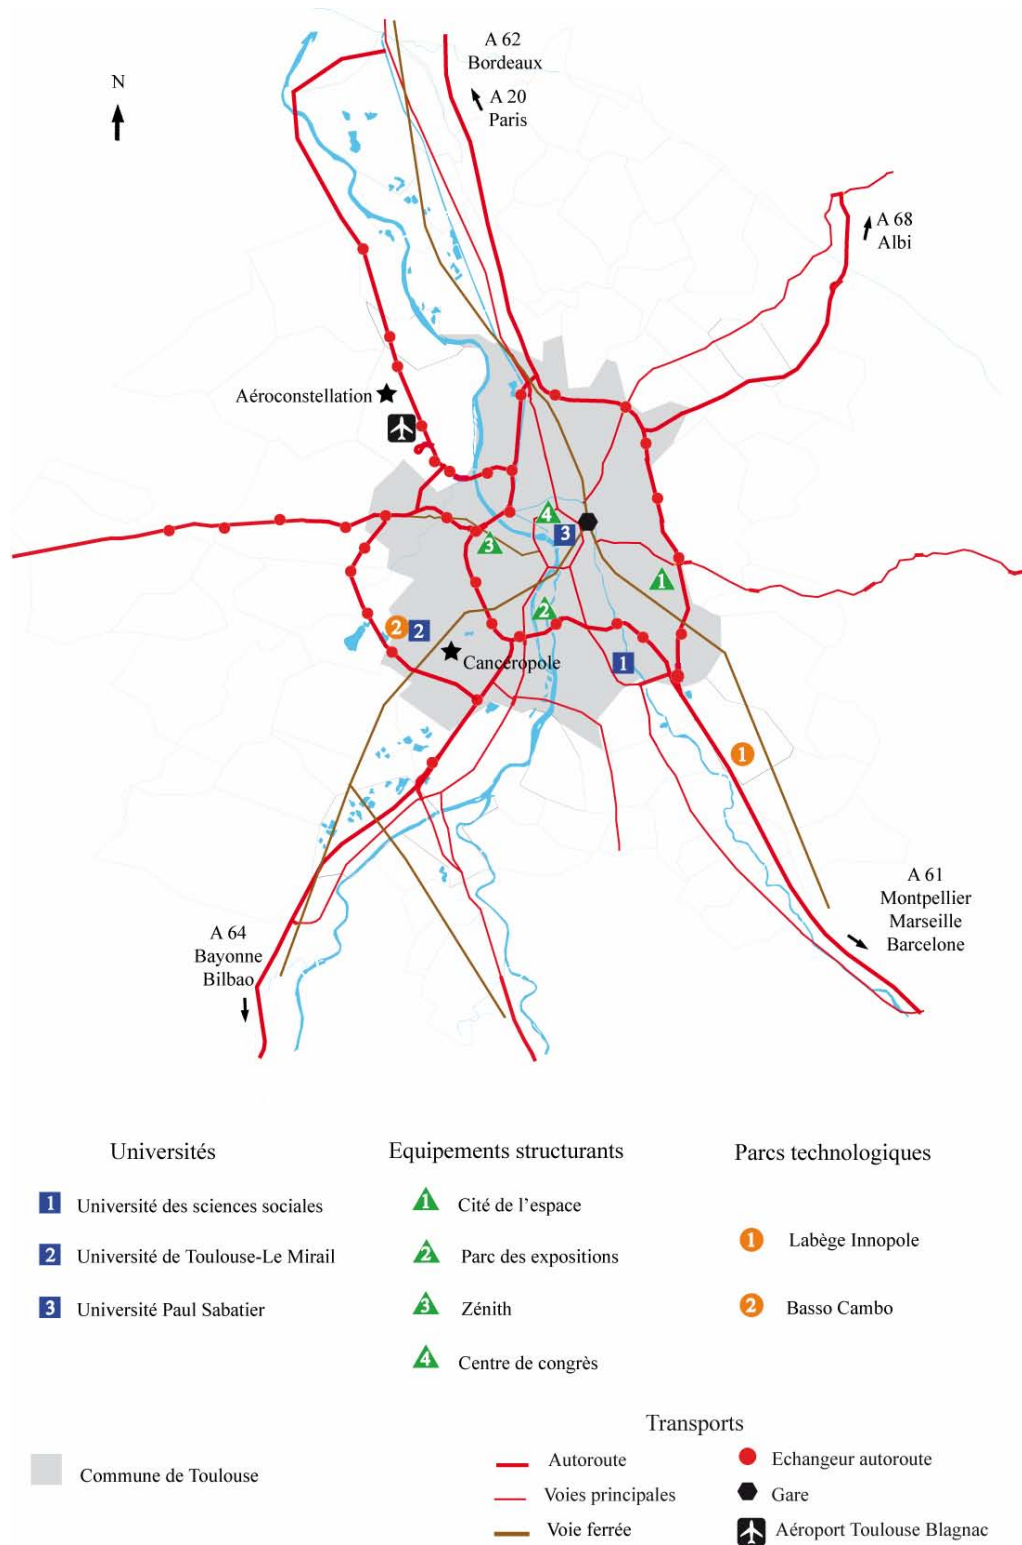 A 62
Bordeaux
N
A 20
Paris
A 68
Albi
Aéroconstellation
4
3
3
1
2
2
2
Canceropole
1
1
A 61
Montpellier
Marseille
Barcelone
A 64
Bayonne
Bilbao
Universités
1 Université des sciences sociales
2 Université de Toulouse-Le Mirail
3 Université Paul Sabatier
Equipements structurants
1 Cité de l'espace
2 Parc des expositions
3 Zénith
4 Centre de congrès
Parcs technologiques
1 Labège Innopole
2 Basso Cambo
Commune de Toulouse
Transports
Autoroute
Voies principales
Voie ferrée
Echangeur autoroute
Gare
Aéroport Toulouse Blagnac